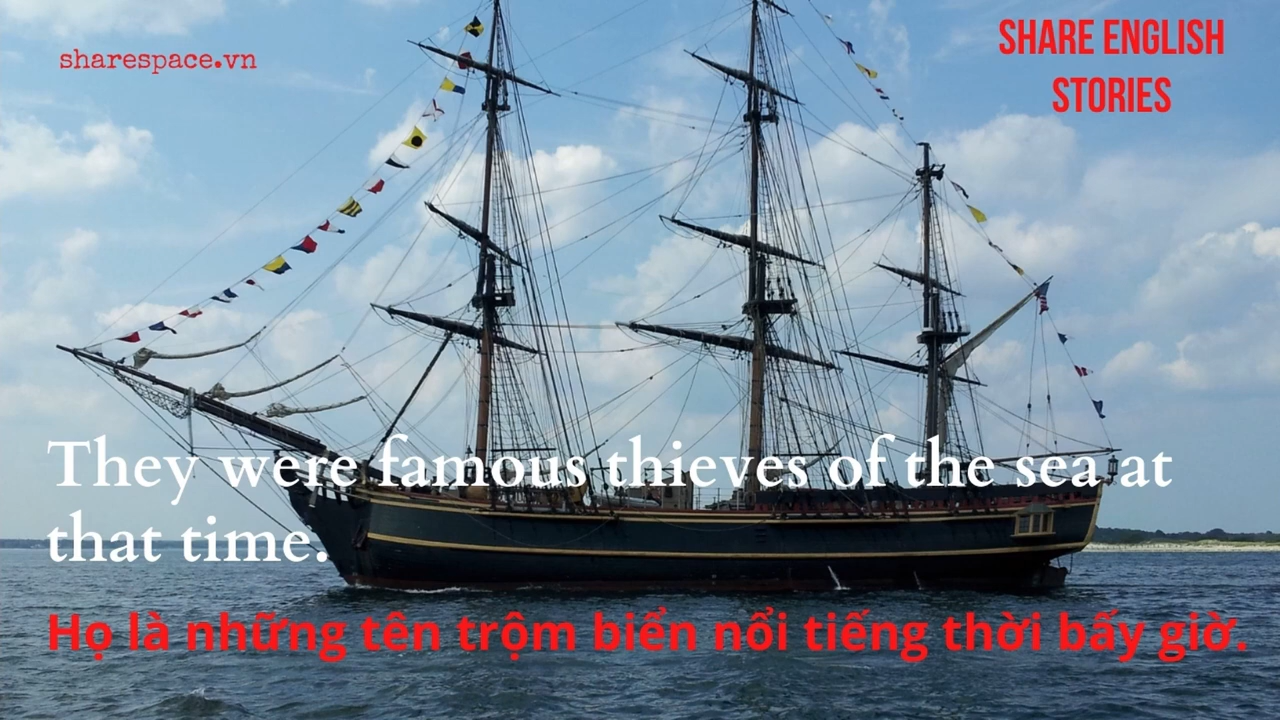 sharespace.vn
SHARE ENGLISH
STORIES
They were famous thieves of the sea at
that time.
Họ là những tên trộm biển nổi tiếng thời bấy giờ.